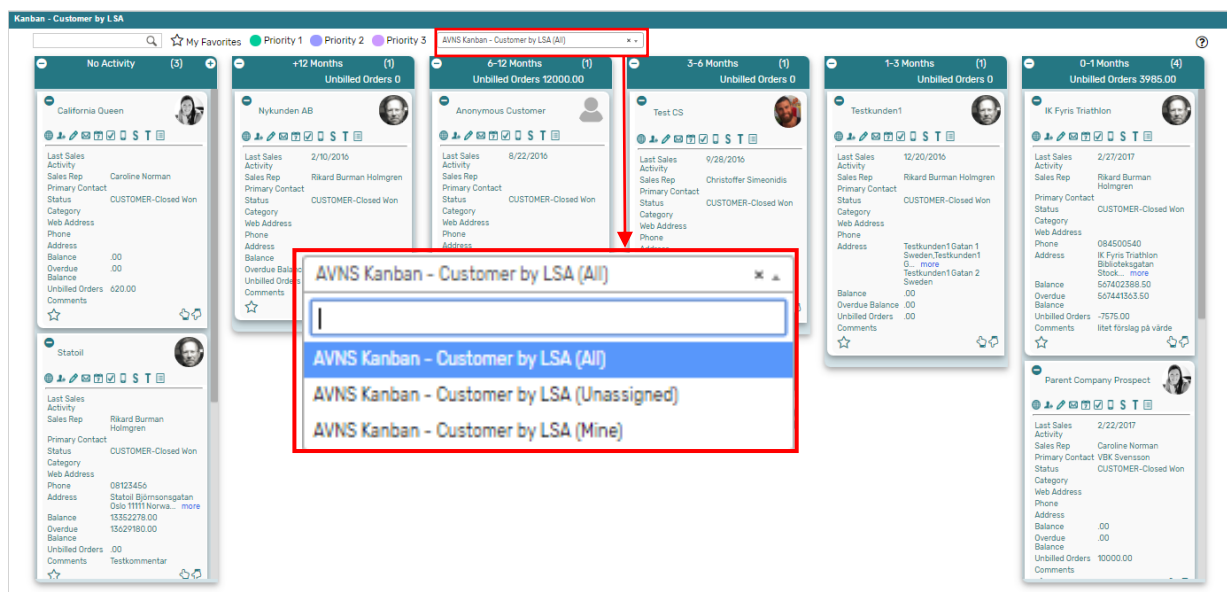 Kanban - Customer by LSA
My Favorites Priority 1 Priority 2 Priority 3 AVNS Kanban - Customer by LSA (All)
No Activity (3)
California Queen
S T
Last Sales Activity
Sales Rep Caroline Norman
Primary Contact
Status CUSTOMER-Closed Won
Category
Web Address
Phone
Address
Balance .00
Overdue Balance .00
Unbilled Orders 620.00
Comments
Statoil
S T
Last Sales Activity
Sales Rep Rikard Burman Holmgren
Primary Contact
Status CUSTOMER-Closed Won
Category
Web Address
Phone 08123456
Address Statoil Björnsonsgatan
Oslo 11111 Norwa... more
Balance 13352278.00
Overdue Balance 13629180.00
Unbilled Orders .00
Comments Testkommentar
+12 Months (1)
Unbilled Orders 0
Nykunden AB
S T
Last Sales Activity 2/10/2016
Sales Rep Rikard Burman Holmgren
Primary Contact
Status CUSTOMER-Closed Won
Category
Web Address
Phone
Address
Balance
Overdue Balance
Unbilled Orders
Comments
6-12 Months (1)
Unbilled Orders 12000.00
Anonymous Customer
S T
Last Sales Activity 8/22/2016
Sales Rep
Primary Contact
Status CUSTOMER-Closed Won
Category
Web Address
Phone
Address
3-6 Months (1)
Unbilled Orders 0
Test CS
S T
Last Sales Activity 9/28/2016
Sales Rep Christoffer Simeonidis
Primary Contact
Status CUSTOMER-Closed Won
Category
Web Address
Phone
AVNS Kanban - Customer by LSA (All)
AVNS Kanban - Customer by LSA (All)
AVNS Kanban - Customer by LSA (Unassigned)
AVNS Kanban - Customer by LSA (Mine)
1-3 Months (1)
Unbilled Orders 0
Testkunden1
S T
Last Sales Activity 12/20/2016
Sales Rep Rikard Burman Holmgren
Primary Contact
Status CUSTOMER-Closed Won
Category
Web Address
Phone
Address Testkunden1 Gatan 1
Sweden,Testkunden1
G... more
Testkunden1 Gatan 2
Sweden
Balance .00
Overdue Balance .00
Unbilled Orders .00
Comments
0-1 Months (4)
Unbilled Orders 3985.00
IK Fyris Triathlon
S T
Last Sales Activity 2/27/2017
Sales Rep Rikard Burman Holmgren
Primary Contact
Status CUSTOMER-Closed Won
Category
Web Address
Phone 084500540
Address IK Fyris Triathlon
Biblioteksgatan
Stock... more
Balance 567402388.50
Overdue Balance 567441363.50
Unbilled Orders -7575.00
Comments litet förslag på värde
Parent Company Prospect
S T
Last Sales Activity 2/22/2017
Sales Rep Caroline Norman
Primary Contact VBK Svensson
Status CUSTOMER-Closed Won
Category
Web Address
Phone
Address
Balance .00
Overdue Balance .00
Unbilled Orders 10000.00
Comments